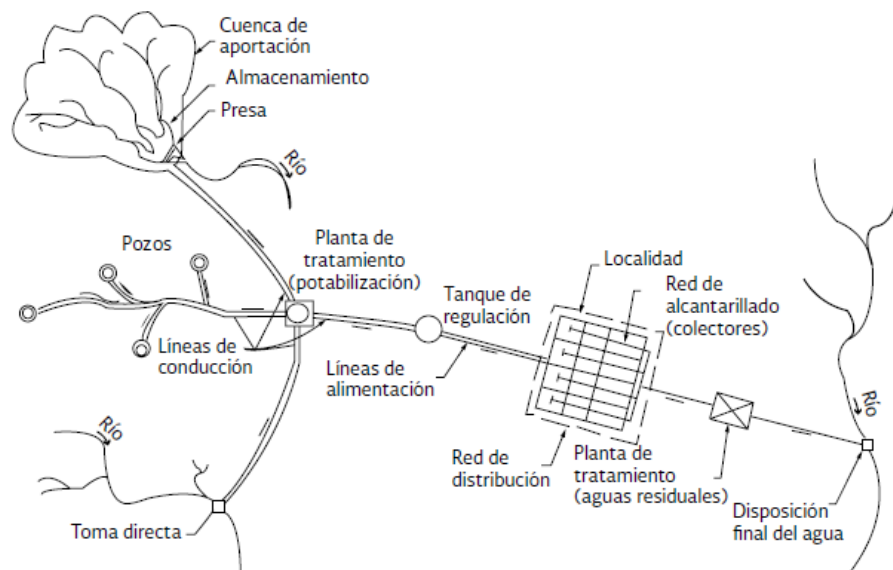 Cuenca de
aportación
Almacenamiento
Presa
Río
Pozos
Planta de
tratamiento
(potabilización)
Localidad
Red de
alcantarillado
(colectores)
Tanque de
regulación
Líneas de
conducción
Líneas de
alimentación
Río
Río
Red de
distribución
Planta de
tratamiento
(aguas residuales)
Disposición
final del agua
Toma directa